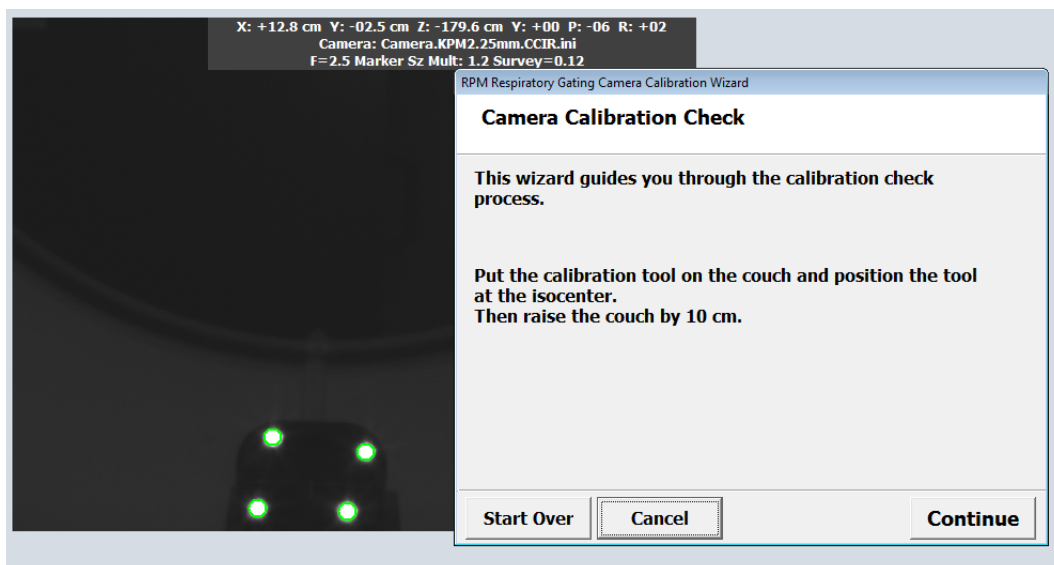 X: +12.8 cm Y: -02.5 cm Z: -179.6 cm Y: +00 P: -06 R: +02
Camera: Camera.KPM2.25mm.CCIR.ini
F=2.5 Marker Sz Mult: 1.2 Survey=0.12
RPM Respiratory Gating Camera Calibration Wizard
Camera Calibration Check
This wizard guides you through the calibration check
process.
Put the calibration tool on the couch and position the tool
at the isocenter.
Then raise the couch by 10 cm.
Start Over Cancel Continue